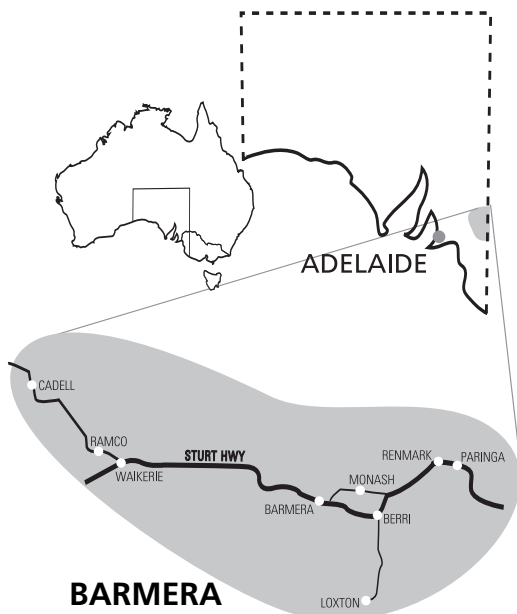 ADELAIDE
CADELL
RAMCO
STURT HWY
WAIKERIE
RENMARK
PARINGA
MONASH
BARMERA
BERRI
BARMERA
LOXTON